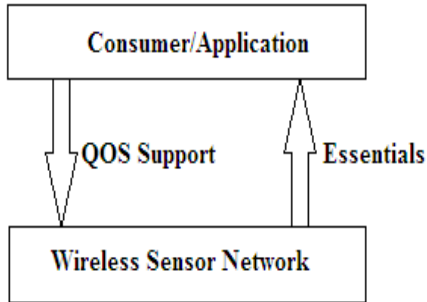 Consumer/Application
QOS Support
Essentials
Wireless Sensor Network